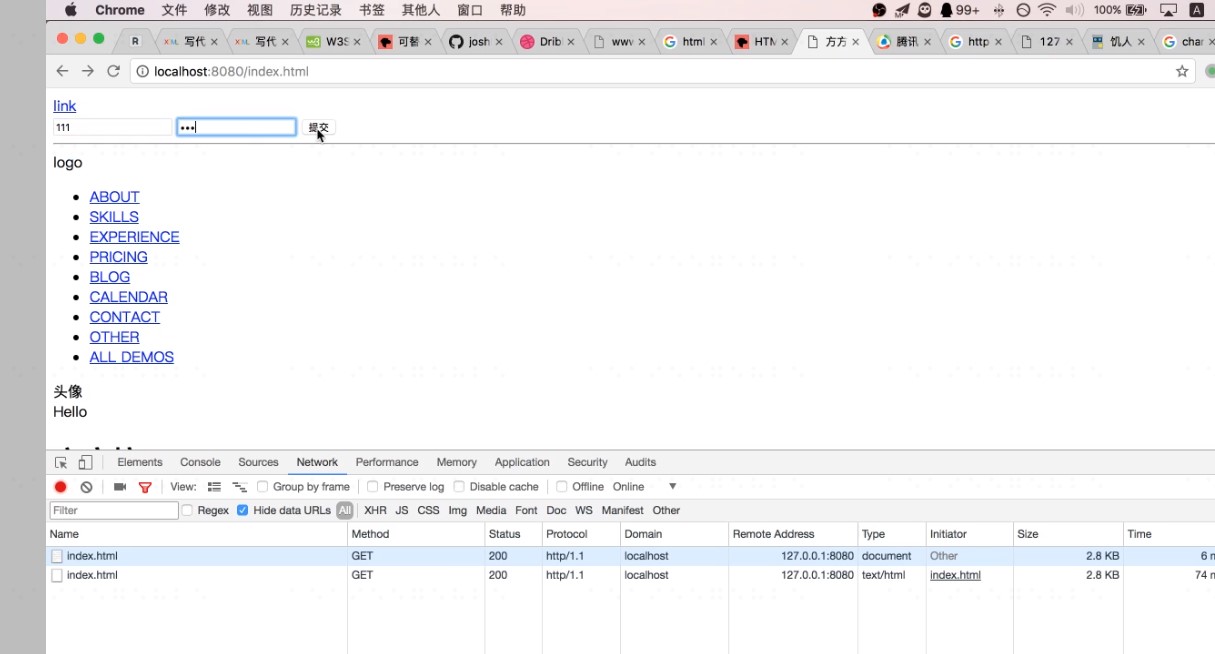 Chrome 文件 修改 视图 历史记录 书签 其他人 窗口 帮助 99+ 100% A
R 写代 写代 W3S 可替 josh Drib www html HTM 方方 腾讯 http 127 饥人 char
localhost:8080/index.html
link
111 ••• 提交
logo
• ABOUT
• SKILLS
• EXPERIENCE
• PRICING
• BLOG
• CALENDAR
• CONTACT
• OTHER
• ALL DEMOS
头像
Hello
Elements Console Sources Network Performance Memory Application Security Audits
View: Group by frame Preserve log Disable cache Offline Online
Filter Regex Hide data URLs All XHR JS CSS Img Media Font Doc WS Manifest Other
Name Method Status Protocol Domain Remote Address Type Initiator Size Time
index.html GET 200 http/1.1 localhost 127.0.0.1:8080 document Other 2.8 KB 6 m
index.html GET 200 http/1.1 localhost 127.0.0.1:8080 text/html index.html 2.8 KB 74 m